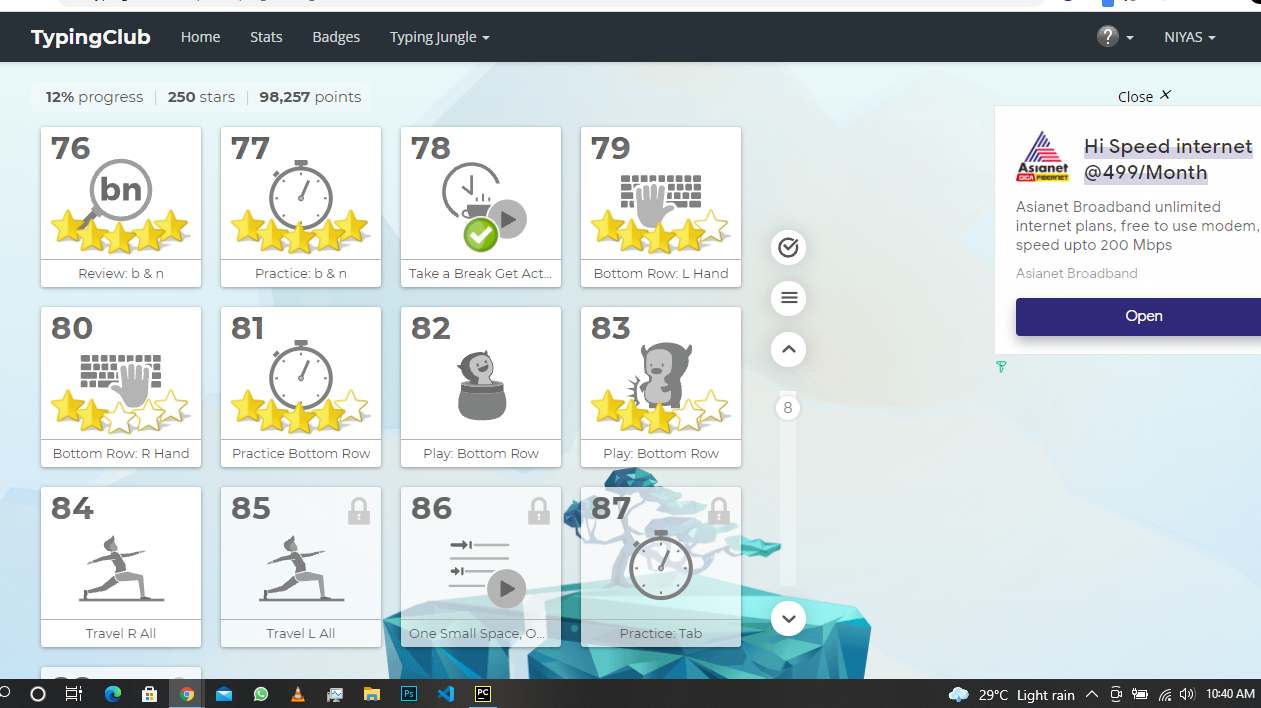 TypingClub Home Stats Badges Typing Jungle ? NIYAS
12% progress 250 stars 98,257 points
Close
76 77 78 79
bn
Review: b & n Practice: b & n Take a Break Get Act... Bottom Row: L Hand
Asianet
GIGA FIBERNET
Hi Speed internet
@499/Month
Asianet Broadband unlimited
internet plans, free to use modem,
speed upto 200 Mbps
Asianet Broadband
Open
80 81 82 83
Bottom Row: R Hand Practice Bottom Row Play: Bottom Row Play: Bottom Row
8
84 85 86 87
Travel R All Travel L All One Small Space, O... Practice: Tab
Ps PC 29°C Light rain 10:40 AM